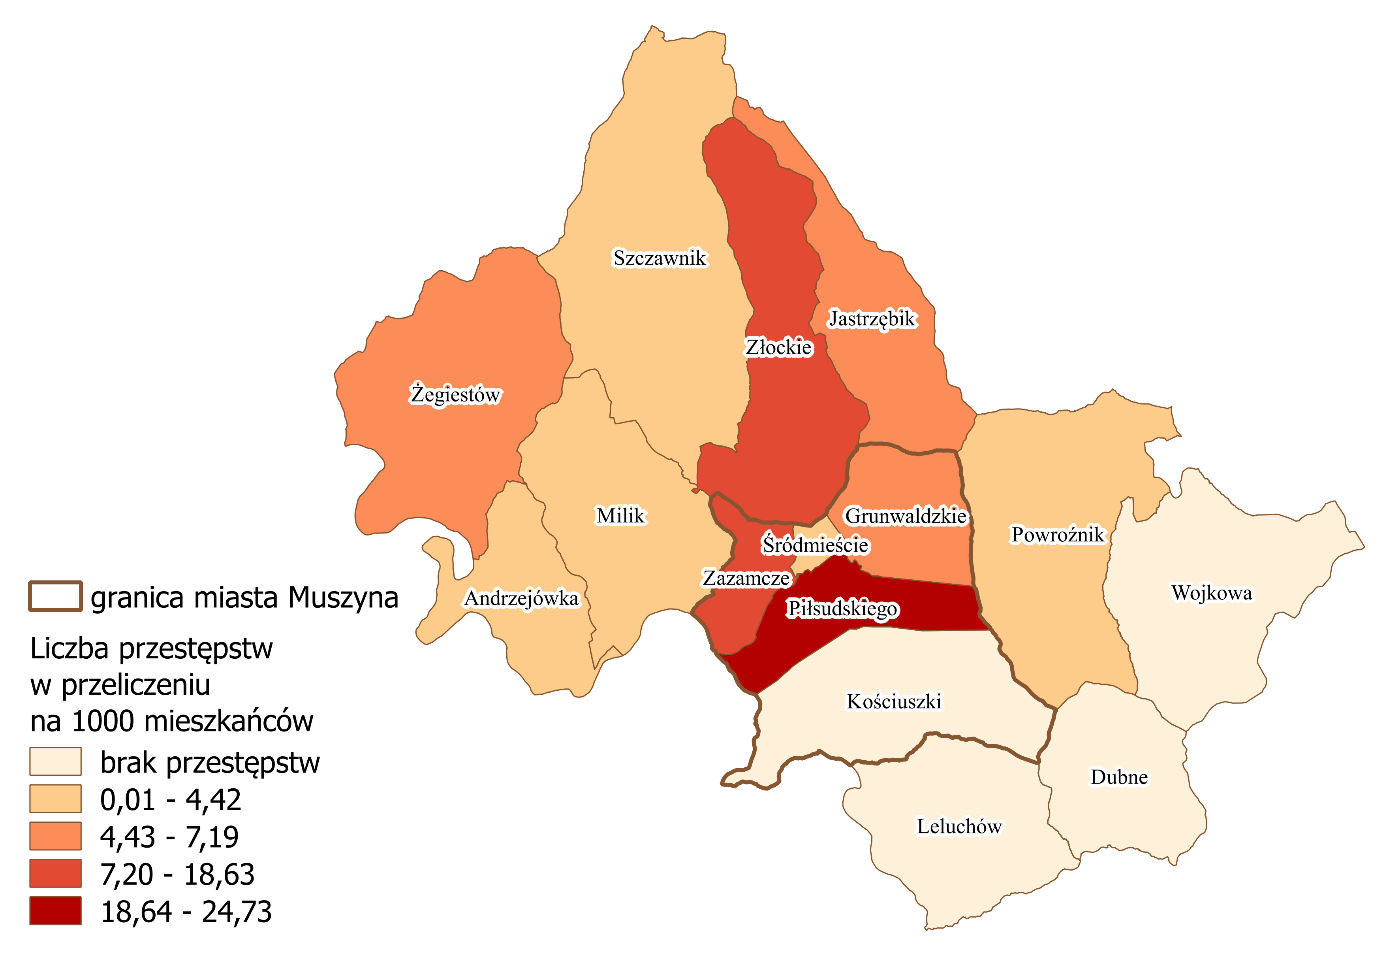 Szczawnik
Jastrzębik
Złockie
Żegiestów
Milik
Grunwaldzkie
Powroźnik
Śródmieście
Zazamcze
Wojkowa
Andrzejówka
Piłsudskiego
Kościuszki
Dubne
Leluchów
granica miasta Muszyna
Liczba przestępstw
w przeliczeniu
na 1000 mieszkańców
brak przestępstw
0,01 - 4,42
4,43 - 7,19
7,20 - 18,63
18,64 - 24,73